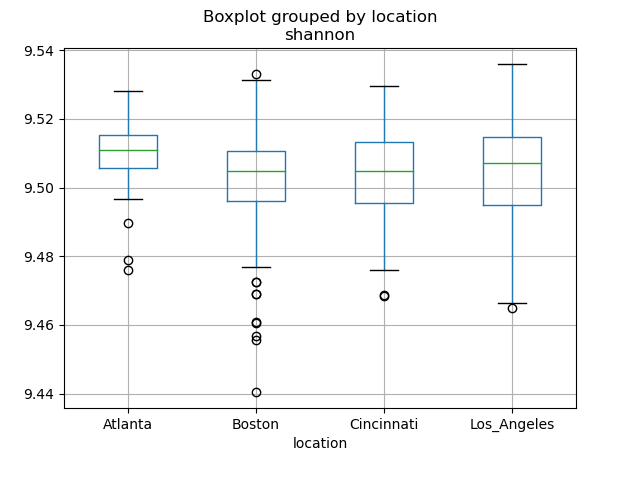 Boxplot grouped by location
shannon
9.54
9.52
9.50
9.48
9.46
9.44
Atlanta Boston Cincinnati Los_Angeles
location